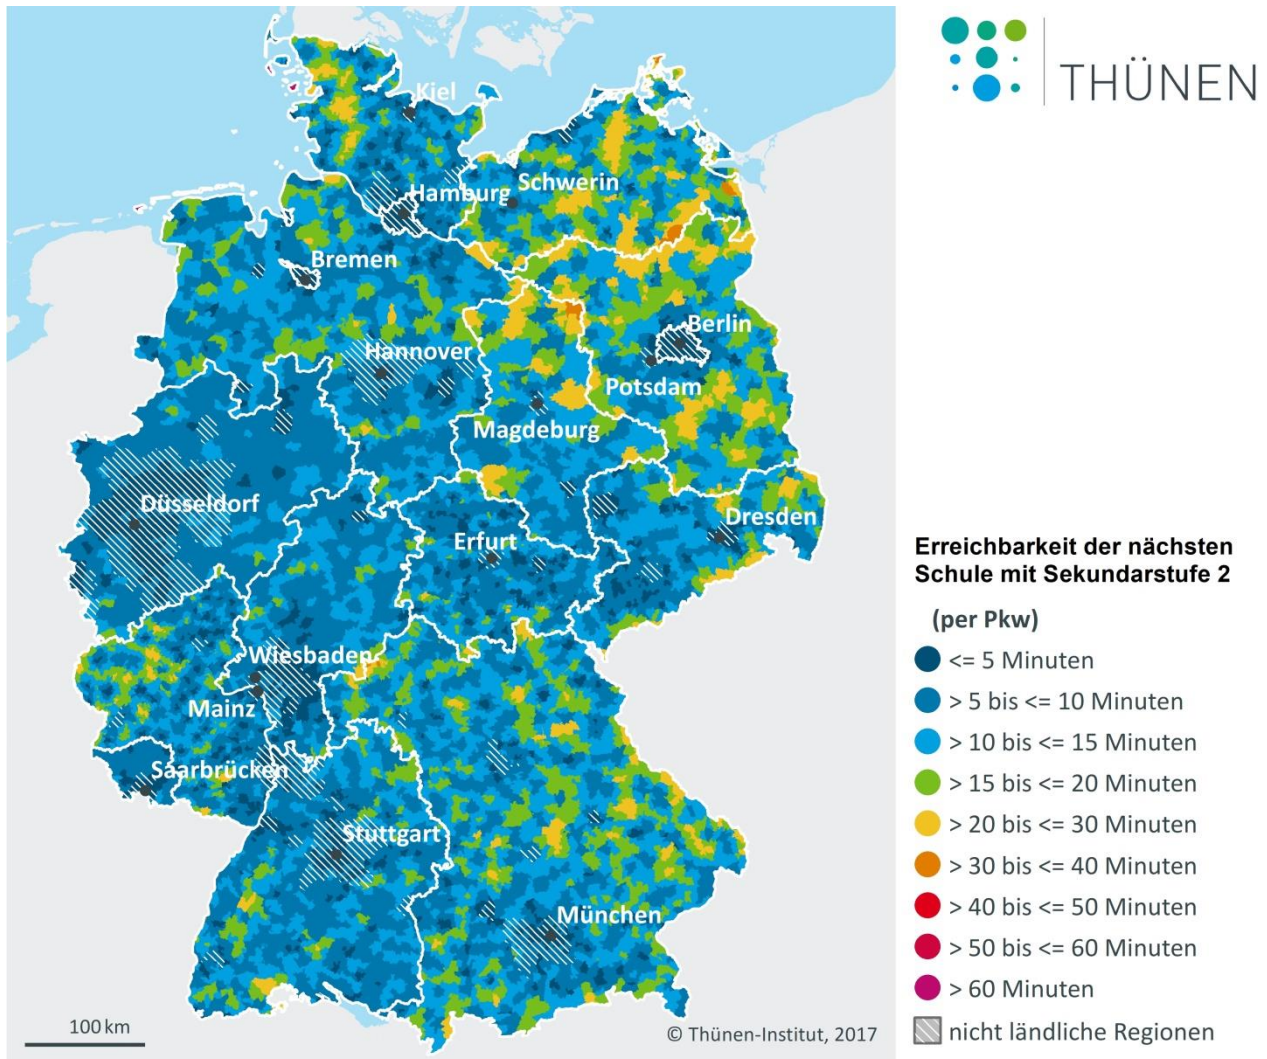 THÜNEN
Kiel
Schwerin
Hamburg
Bremen
Berlin
Hannover
Potsdam
Magdeburg
Düsseldorf
Dresden
Erfurt
Wiesbaden
Mainz
Saarbrücken
Stuttgart
München
100 km
© Thünen-Institut, 2017
Erreichbarkeit der nächsten
Schule mit Sekundarstufe 2
(per Pkw)
<= 5 Minuten
> 5 bis <= 10 Minuten
> 10 bis <= 15 Minuten
> 15 bis <= 20 Minuten
> 20 bis <= 30 Minuten
> 30 bis <= 40 Minuten
> 40 bis <= 50 Minuten
> 50 bis <= 60 Minuten
> 60 Minuten
nicht ländliche Regionen